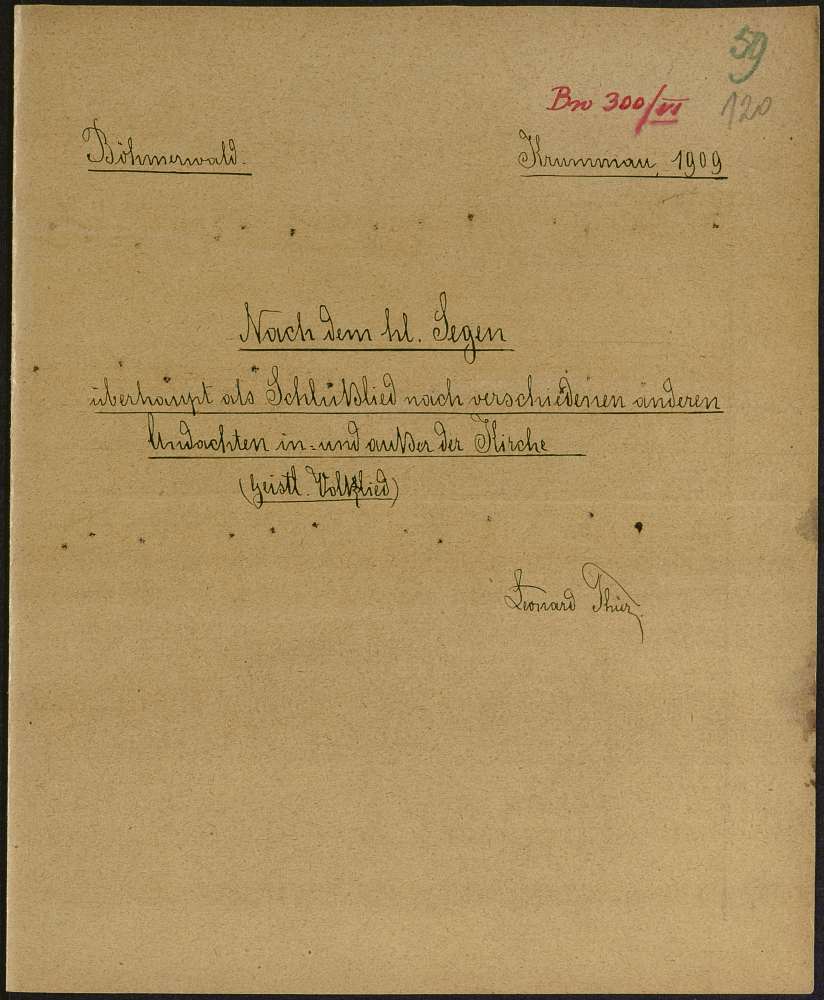 59
Bw 300/VI 120
Böhmerwald. Krummau, 1909
Nach dem hl. Segen
überhaupt als Schlußlied nach verschiedenen anderen
Andachten in- und außer der Kirche
(Geistl. Volkslied)
Leonard Thür.